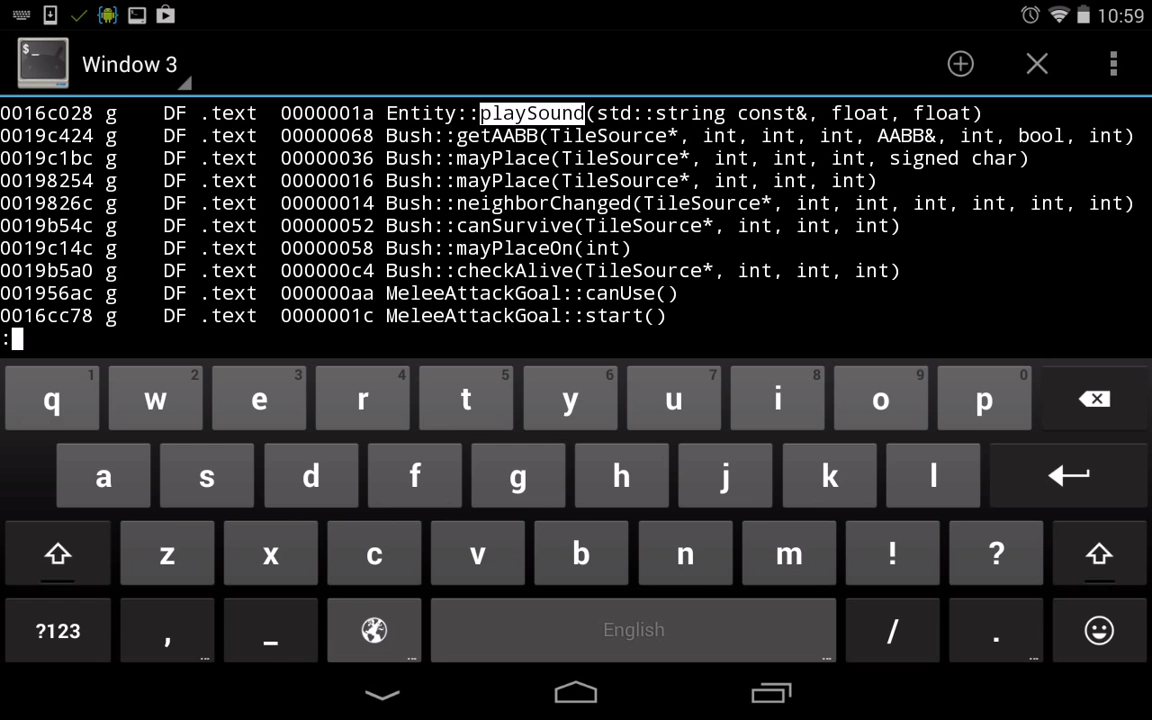 10:59
Window 3
0016c028 g    DF .text  0000001a Entity::playSound(std::string const&, float, float)
0019c424 g    DF .text  00000068 Bush::getAABB(TileSource*, int, int, int, AABB&, int, bool, int)
0019c1bc g    DF .text  00000036 Bush::mayPlace(TileSource*, int, int, int, signed char)
00198254 g    DF .text  00000016 Bush::mayPlace(TileSource*, int, int, int)
0019826c g    DF .text  00000014 Bush::neighborChanged(TileSource*, int, int, int, int, int, int)
0019b54c g    DF .text  00000052 Bush::canSurvive(TileSource*, int, int, int)
0019c14c g    DF .text  00000058 Bush::mayPlaceOn(int)
0019b5a0 g    DF .text  000000c4 Bush::checkAlive(TileSource*, int, int, int)
001956ac g    DF .text  000000aa MeleeAttackGoal::canUse()
0016cc78 g    DF .text  0000001c MeleeAttackGoal::start()
:
q 1 w 2 e 3 r 4 t 5 y 6 u 7 i 8 o 9 p 0
a s d f g h j k l
z x c v b n m ! ?
?123 , _ English / .